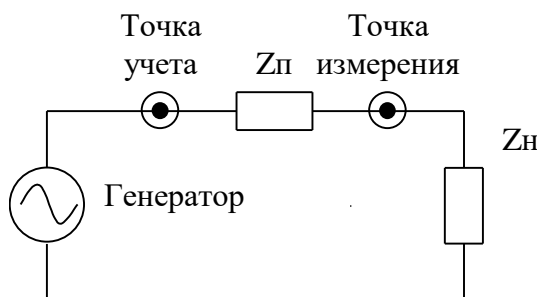 Точка учета
Zп
Точка измерения
Zн
Генератор